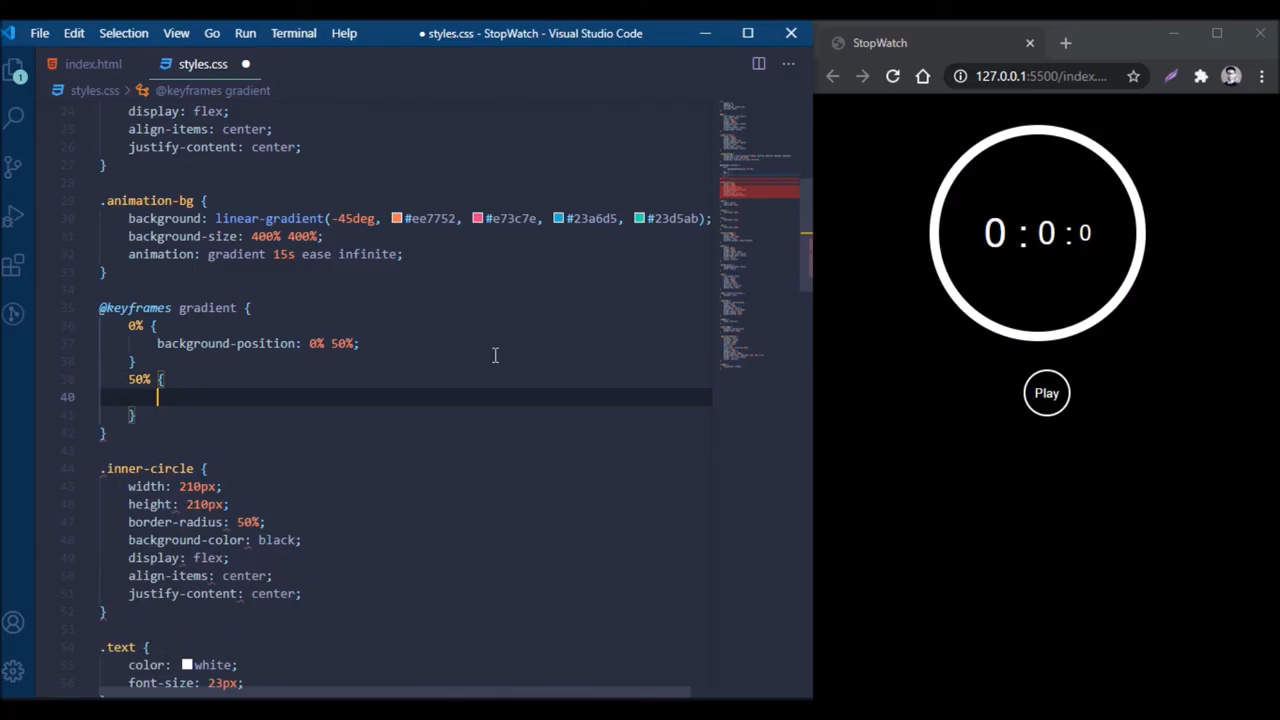 File Edit Selection View Go Run Terminal Help ● styles.css - StopWatch - Visual Studio Code
StopWatch
1
index.html
styles.css
127.0.0.1:5500/index....
styles.css > @keyframes gradient
24 display: flex;
25 align-items: center;
26 justify-content: center;
27 }
28
29 .animation-bg {
30 background: linear-gradient(-45deg, #ee7752, #e73c7e, #23a6d5, #23d5ab);
31 background-size: 400% 400%;
32 animation: gradient 15s ease infinite;
33 }
34
35 @keyframes gradient {
36 0% {
37 background-position: 0% 50%;
38 }
39 50% {
40
41 }
42 }
43
44 .inner-circle {
45 width: 210px;
46 height: 210px;
47 border-radius: 50%;
48 background-color: black;
49 display: flex;
50 align-items: center;
51 justify-content: center;
52 }
53
54 .text {
55 color: white;
56 font-size: 23px;
0 : 0 : 0
Play